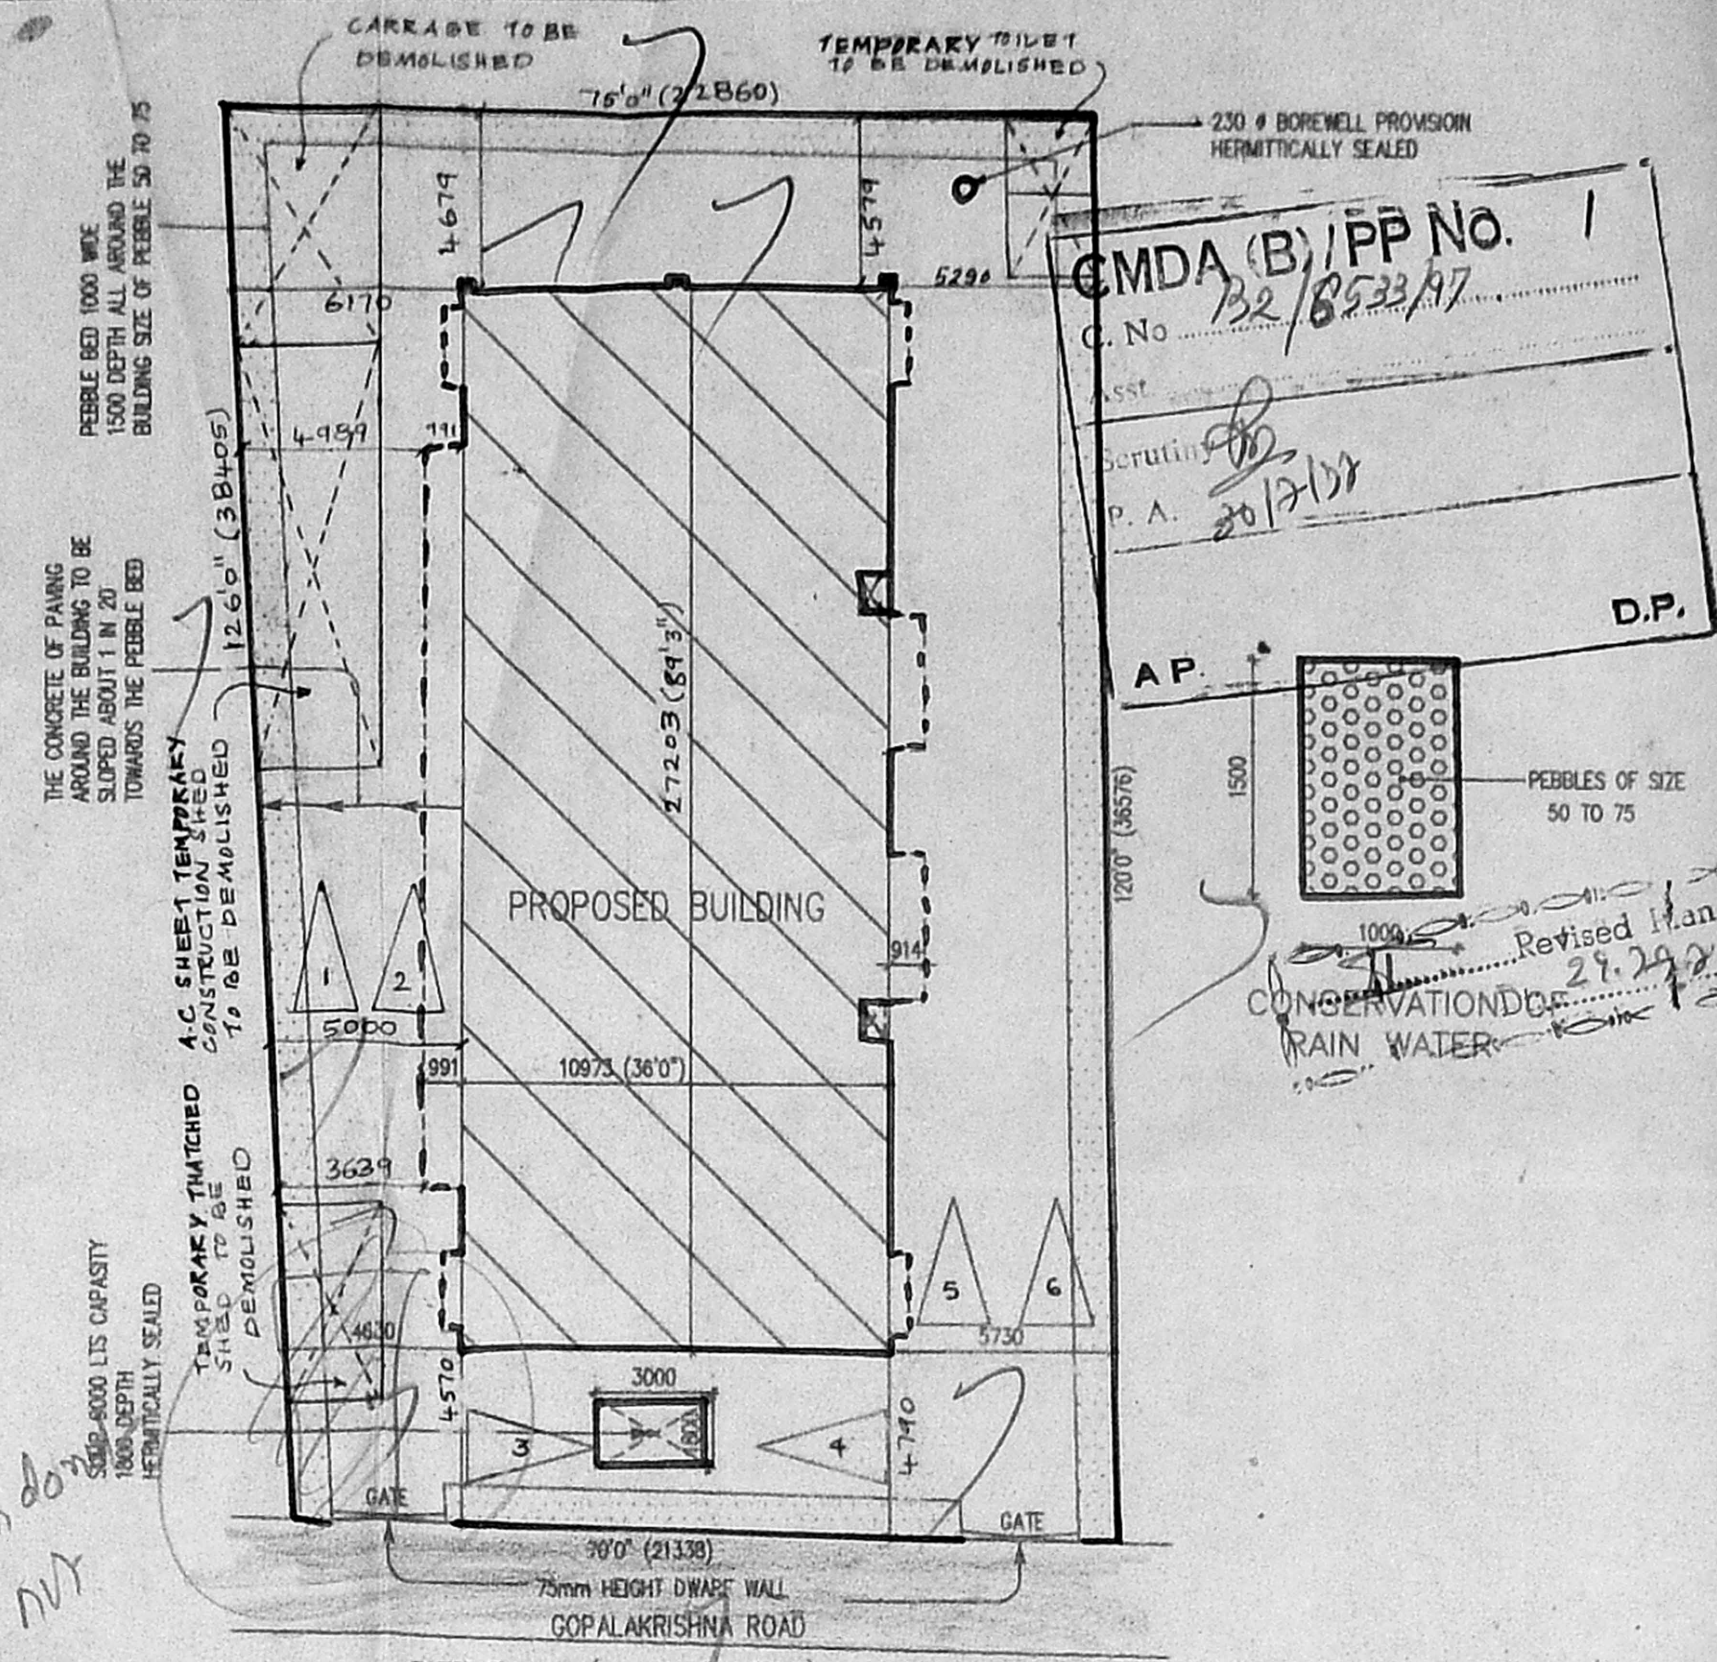 CARRAGE TO BE
DEMOLISHED
TEMPORARY TOILET
TO BE DEMOLISHED
75'0" (22860)
230 ø BOREWELL PROVISIOIN
HERMITTICALLY SEALED
PEBBLE BED 1000 WIDE
1500 DEPTH ALL AROUND THE
BUILDING SIZE OF PEBBLE 50 TO 75
4679
4579
6170
5290
CMDA (B)/PP No. 1
C. No B2/6533/97
Asst.
Scrutiny
P. A.
A P.
D.P.
4989
991
126'0" (38405)
THE CONCRETE OF PAVING
AROUND THE BUILDING TO BE
SLOPED ABOUT 1 IN 20
TOWARDS THE PEBBLE BED
27203 (89'3")
A.C. SHEET TEMPORARY
CONSTRUCTION SHED
TO BE DEMOLISHED
1500
PEBBLES OF SIZE
50 TO 75
1000
120'0" (36576)
PROPOSED BUILDING
914
1
2
5000
Revised Plan
CONSERVATION OF
RAIN WATER
991
10973 (36'0")
3639
TEMPORARY THATCHED
SHED TO BE
DEMOLISHED
5
6
4630
5730
SUMP 8000 LTS CAPASITY
1800 DEPTH
HERMITICALLY SEALED
4570
3000
1800
3
4
4790
GATE
GATE
70'0" (21338)
75mm HEIGHT DWARF WALL
GOPALAKRISHNA ROAD